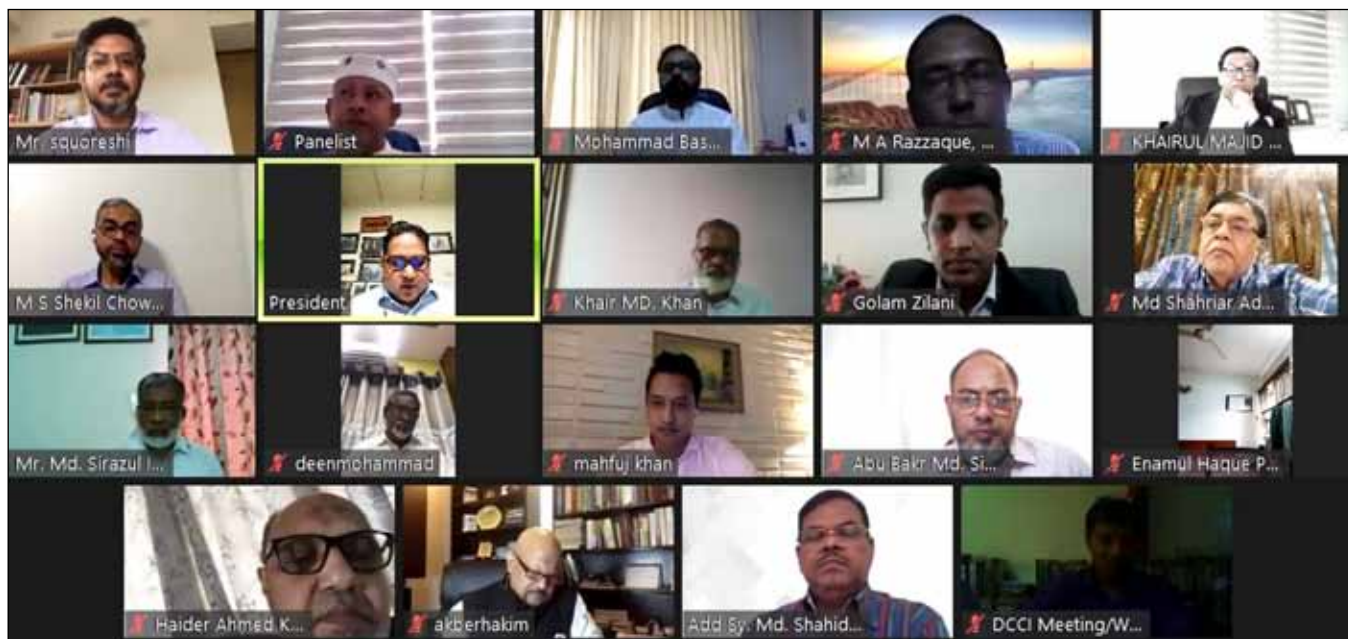 Mr. squoreshi
Panelist
Mohammad Bas...
M A Razzaque, ...
KHAIRUL MAJID ...
M S Shekil Chow...
President
Khair MD. Khan
Golam Zilani
Md Shahriar Ad...
Mr. Md. Sirazul I...
deenmohammad
mahfuj khan
Abu Bakr Md. Si...
Enamul Haque P...
Haider Ahmed K...
akberhakim
Add Sy. Md. Shahid...
DCCI Meeting/W...